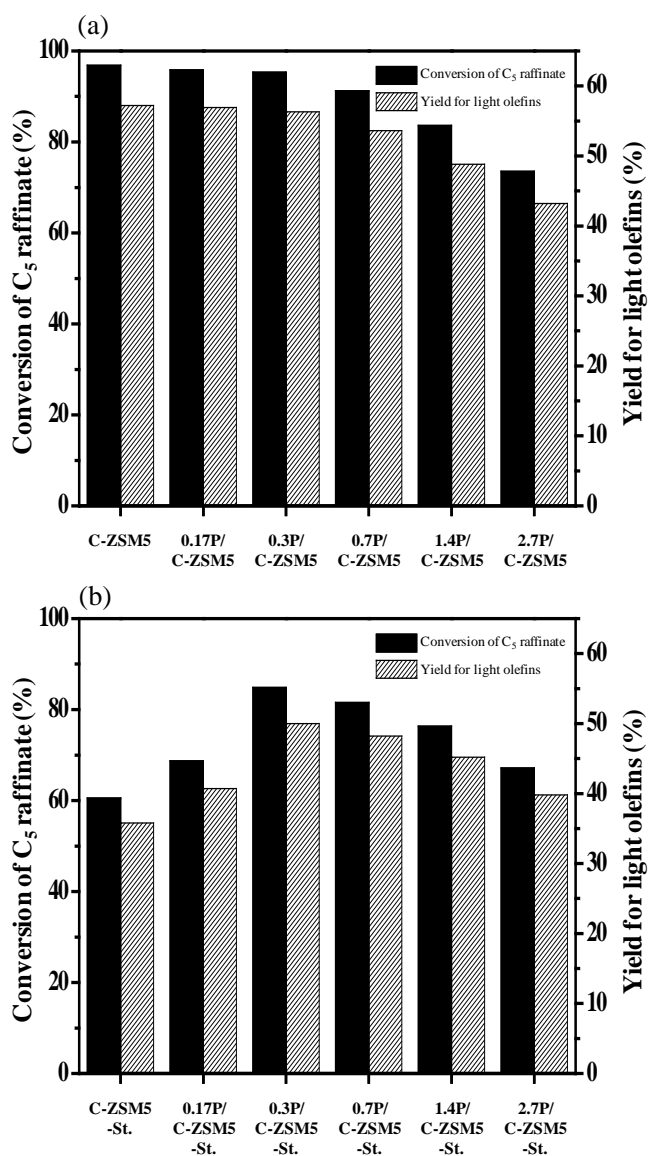 (a)
Conversion of C5 raffinate (%)
100
80
60
40
20
0
Conversion of C5 raffinate
Yield for light olefins
Yield for light olefins (%)
60
50
40
30
20
10
0
C-ZSM5
0.17P/
C-ZSM5
0.3P/
C-ZSM5
0.7P/
C-ZSM5
1.4P/
C-ZSM5
2.7P/
C-ZSM5
(b)
Conversion of C5 raffinate (%)
100
80
60
40
20
0
Conversion of C5 raffinate
Yield for light olefins
Yield for light olefins (%)
60
50
40
30
20
10
0
C-ZSM5
-St.
0.17P/
C-ZSM5
-St.
0.3P/
C-ZSM5
-St.
0.7P/
C-ZSM5
-St.
1.4P/
C-ZSM5
-St.
2.7P/
C-ZSM5
-St.